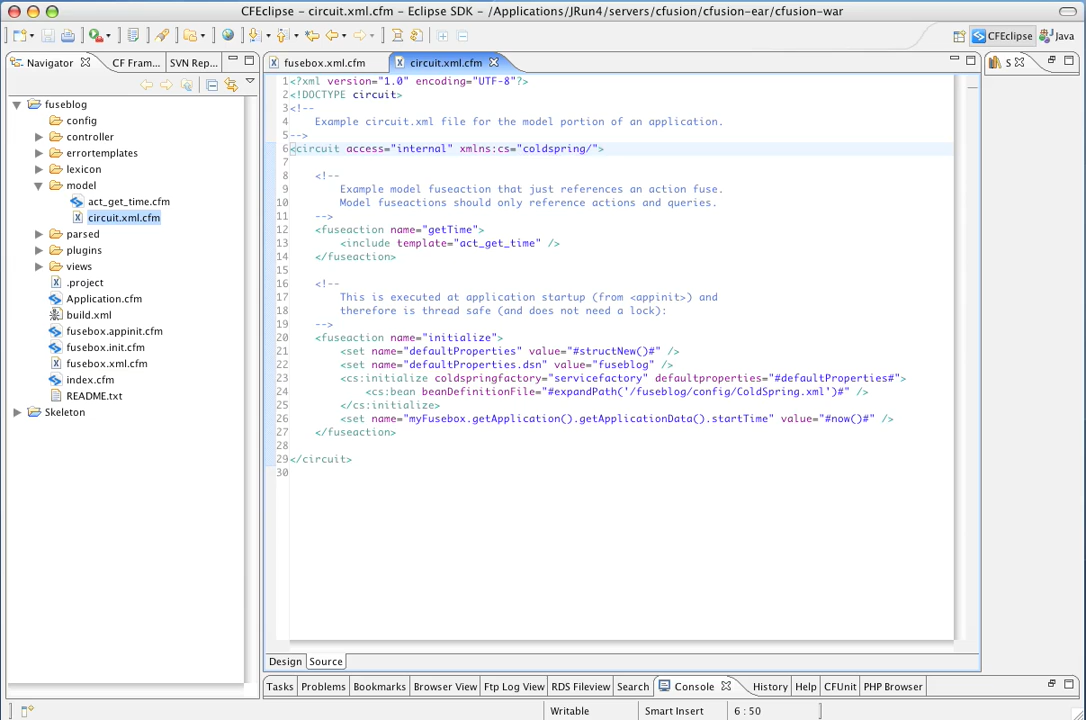 CFEclipse – circuit.xml.cfm – Eclipse SDK – /Applications/JRun4/servers/cfusion/cfusion-ear/cfusion-war
CFEclipse
Java
Navigator
CF Fram...
SVN Rep...
fusebox.xml.cfm
circuit.xml.cfm
S
fuseblog
config
controller
errortemplates
lexicon
model
act_get_time.cfm
circuit.xml.cfm
parsed
plugins
views
.project
Application.cfm
build.xml
fusebox.appinit.cfm
fusebox.init.cfm
fusebox.xml.cfm
index.cfm
README.txt
Skeleton
1 <?xml version="1.0" encoding="UTF-8"?>
2 <!DOCTYPE circuit>
3 <!--
4 Example circuit.xml file for the model portion of an application.
5 -->
6 <circuit access="internal" xmlns:cs="coldspring/">
7
8 <!--
9 Example model fuseaction that just references an action fuse.
10 Model fuseactions should only reference actions and queries.
11 -->
12 <fuseaction name="getTime">
13 <include template="act_get_time" />
14 </fuseaction>
15
16 <!--
17 This is executed at application startup (from <appinit>) and
18 therefore is thread safe (and does not need a lock):
19 -->
20 <fuseaction name="initialize">
21 <set name="defaultProperties" value="#structNew()#" />
22 <set name="defaultProperties.dsn" value="fuseblog" />
23 <cs:initialize coldspringfactory="servicefactory" defaultproperties="#defaultProperties#">
24 <cs:bean beanDefinitionFile="#expandPath('/fuseblog/config/ColdSpring.xml')#" />
25 </cs:initialize>
26 <set name="myFusebox.getApplication().getApplicationData().startTime" value="#now()#" />
27 </fuseaction>
28
29 </circuit>
30
Design
Source
Tasks
Problems
Bookmarks
Browser View
Ftp Log View
RDS Fileview
Search
Console
History
Help
CFUnit
PHP Browser
Writable
Smart Insert
6 : 50